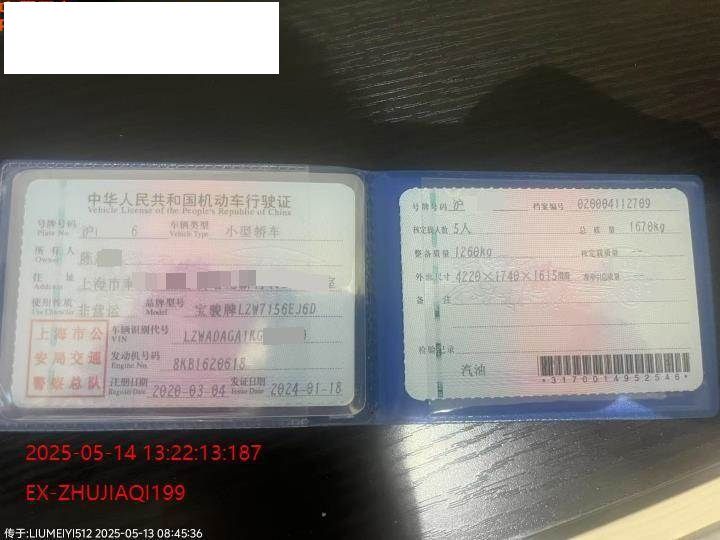 中华人民共和国机动车行驶证
Vehicle License of the People's Republic of China
号牌号码 沪 6 车辆类型 小型轿车
Plate No. Vehicle Type
所有人 陈
Owner
住址 上海市 室
Address
使用性质 非营运 品牌型号 宝骏牌LZW7156EJ6D
Use Character Model
上海市公
安局交通
警察总队
车辆识别代号 LZWADAGA1KG
VIN
发动机号码 8KB1620618
Engine No.
注册日期 2020-03-04 发证日期 2024-01-18
Register Date Issue Date
号牌号码 沪 档案编号 020004112709
核定载人数 5人 总质量 1670kg
整备质量 1260kg 核定载质量 --
外廓尺寸 4220×1740×1615mm 准牵引总质量 --
备注
检验记录
汽油
*3170014952546*
2025-05-14 13:22:13:187
EX-ZHUJIAQI199
传于:LIUMEIYI512 2025-05-13 08:45:36